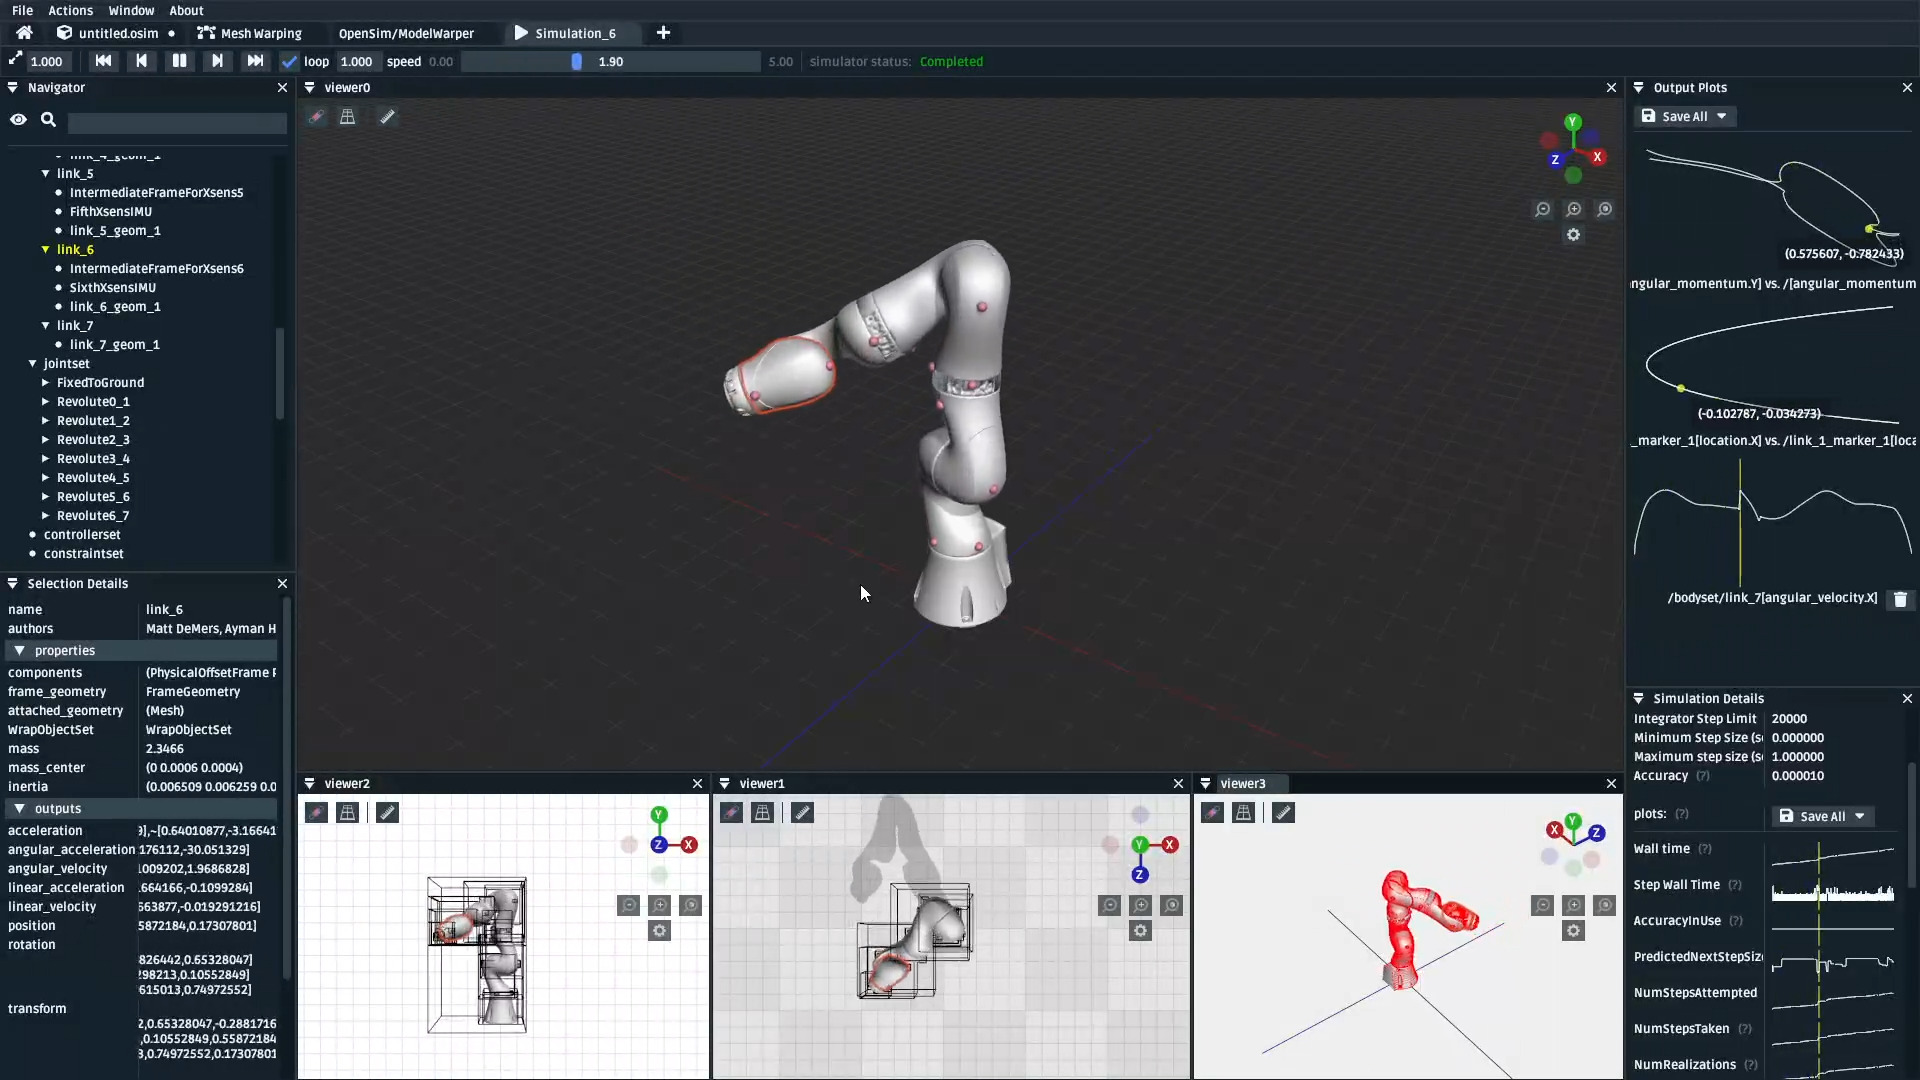 File Actions Window About
untitled.osim Mesh Warping OpenSim/ModelWarper Simulation_6
1.000 loop 1.000 speed 0.00 1.90 5.00 simulator status: Completed
Navigator
link_4_geom_1
link_5
IntermediateFrameForXsens5
FifthXsensIMU
link_5_geom_1
link_6
IntermediateFrameForXsens6
SixthXsensIMU
link_6_geom_1
link_7
link_7_geom_1
jointset
FixedToGround
Revolute0_1
Revolute1_2
Revolute2_3
Revolute3_4
Revolute4_5
Revolute5_6
Revolute6_7
controllerset
constraintset
Selection Details
name link_6
authors Matt DeMers, Ayman H
properties
components (PhysicalOffsetFrame
frame_geometry FrameGeometry
attached_geometry (Mesh)
WrapObjectSet WrapObjectSet
mass 2.3466
mass_center (0 0.0006 0.0004)
inertia (0.006509 0.006259 0.0
outputs
acceleration 9],~[0.64010877,-3.16641
angular_acceleration 176112,-30.051329]
angular_velocity 1009202,1.9686828]
linear_acceleration 664166,-0.1099284]
linear_velocity 563877,-0.019291216]
position 5872184,0.17307801]
rotation
826442,0.65328047]
298213,0.10552849]
615013,0.74972552]
transform
2,0.65328047,-0.2881716
,0.10552849,0.55872184
3,0.74972552,0.17307801
viewer0
Y
Z X
viewer2
Y
Z X
viewer1
Y X
Z
viewer3
X Y Z
Output Plots
Save All
(0.575607, -0.782433)
ngular_momentum.Y] vs. /[angular_momentum
(-0.102787, -0.034273)
_marker_1[location.X] vs. /link_1_marker_1[loca
/bodyset/link_7[angular_velocity.X]
Simulation Details
Integrator Step Limit 20000
Minimum Step Size (s 0.000000
Maximum step size (s 1.000000
Accuracy (?) 0.000010
plots: (?) Save All
Wall time (?)
Step Wall Time (?)
AccuracyInUse (?)
PredictedNextStepSiz
NumStepsAttempted
NumStepsTaken (?)
NumRealizations (?)